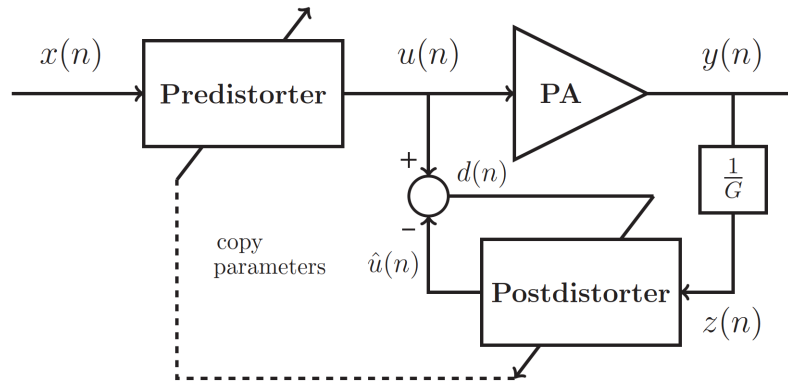 x(n)
Predistorter
u(n)
PA
y(n)
+
d(n)
1
G
−
copy
parameters
û(n)
Postdistorter
z(n)